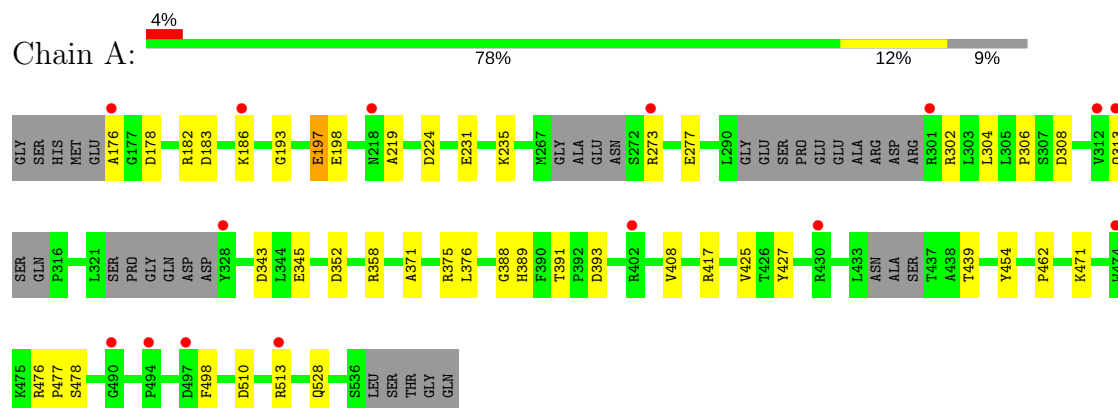 4%
Chain A:
78% 12% 9%
GLY SER HIS MET GLU A176 G177 D178 R182 D183 K186 G193 E197 E198 N218 A219 D224 E231 K235 M267 GLY ALA GLU ASN S272 R273 E277 L290 GLY GLU SER PRO GLU GLU ALA ARG ASP ARG R301 R302 L303 L304 L305 P306 S307 D308 V312
SER GLN P316 L321 SER PRO GLY GLN ASP ASP Y328 D343 L344 E345 D352 R358 A371 R375 L376 G388 H389 F390 T391 P392 D393 R402 V408 R417 V425 T426 Y427 R430 L433 ASN ALA SER T437 A438 T439 Y454 P462 K471
K475 R476 P477 S478 G490 P494 D497 F498 D510 R513 Q528 S536 LEU SER THR GLY GLN